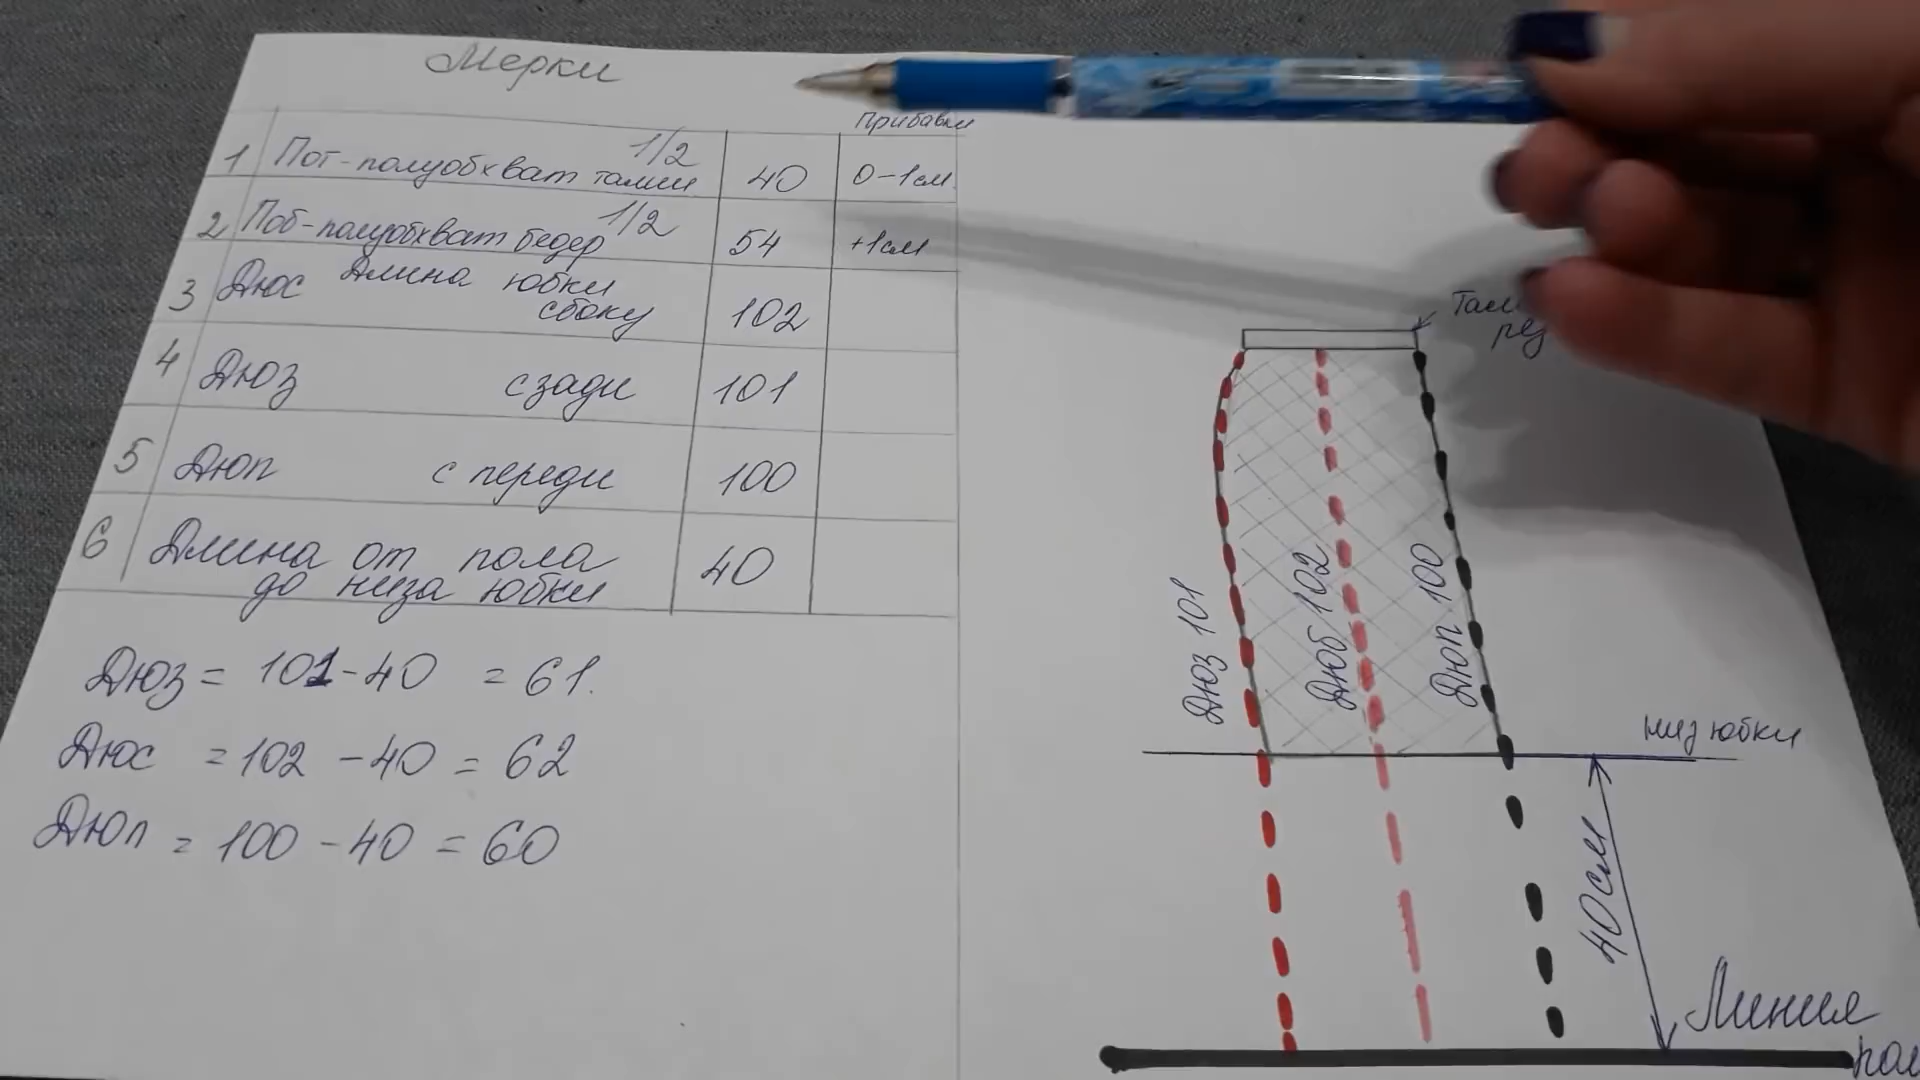 Мерки
Прибавки
1 Пот-полуобхват талии 1/2 40 0-1см.
2 Поб-полуобхват бедер 1/2 54 +1см
3 Дюс Длина юбки
сбоку 102
4 Дюз сзади 101
5 Дюп с переди 100
6 Длина от пола
до низа юбки 40
Дюз = 101-40 = 61.
Дюс = 102 -40 = 62
Дюп = 100 -40 = 60
Дюз 101
Дюб 102
Дюп 100
низ юбки
40см
Линия